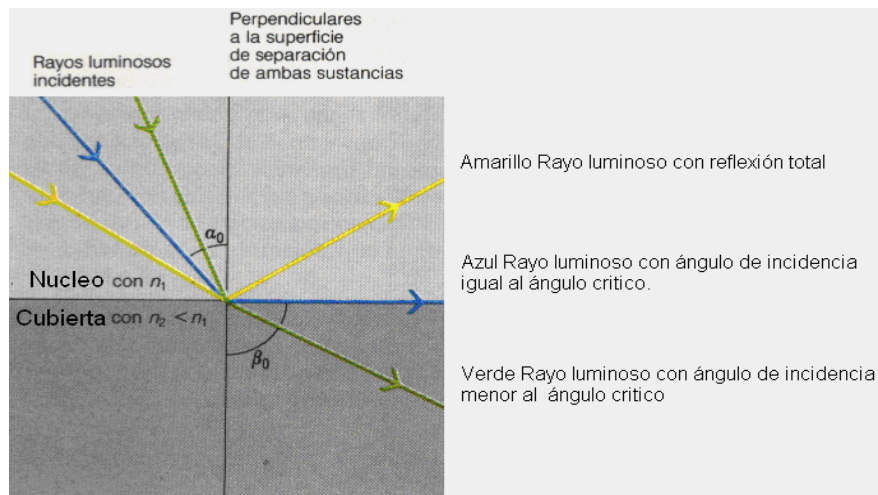 Perpendiculares
a la superficie
de separación
de ambas sustancias
Rayos luminosos
incidentes
Amarillo Rayo luminoso con reflexión total
α₀
Azul Rayo luminoso con ángulo de incidencia
igual al ángulo critico.
Nucleo con n₁
Cubierta con n₂ < n₁
β₀
Verde Rayo luminoso con ángulo de incidencia
menor al ángulo critico